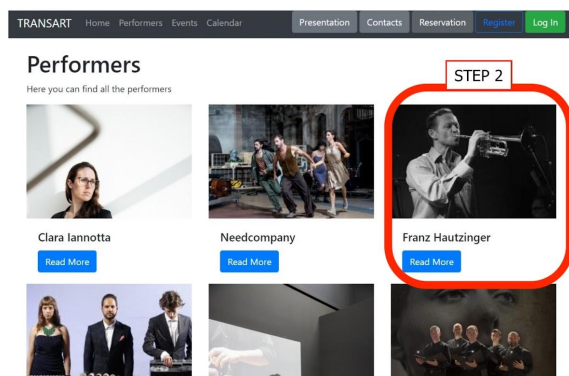 TRANSART Home Performers Events Calendar Presentation Contacts Reservation Register Log In
Performers
STEP 2
Here you can find all the performers
Clara Iannotta Needcompany Franz Hautzinger
Read More Read More Read More